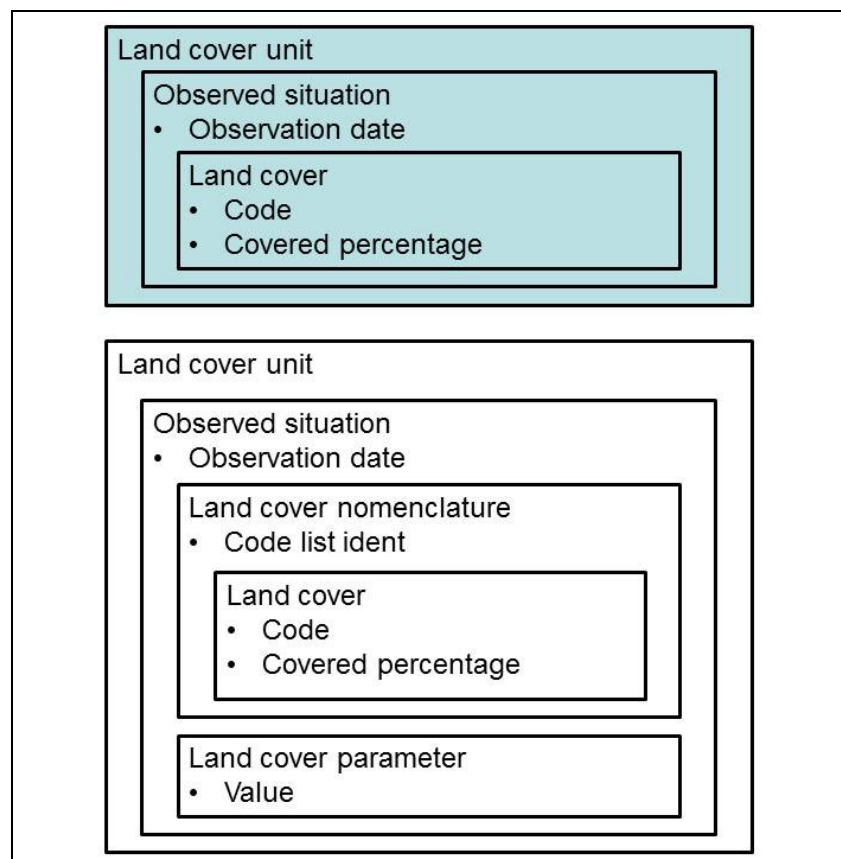 Land cover unit
Observed situation
• Observation date
Land cover
• Code
• Covered percentage
Land cover unit
Observed situation
• Observation date
Land cover nomenclature
• Code list ident
Land cover
• Code
• Covered percentage
Land cover parameter
• Value